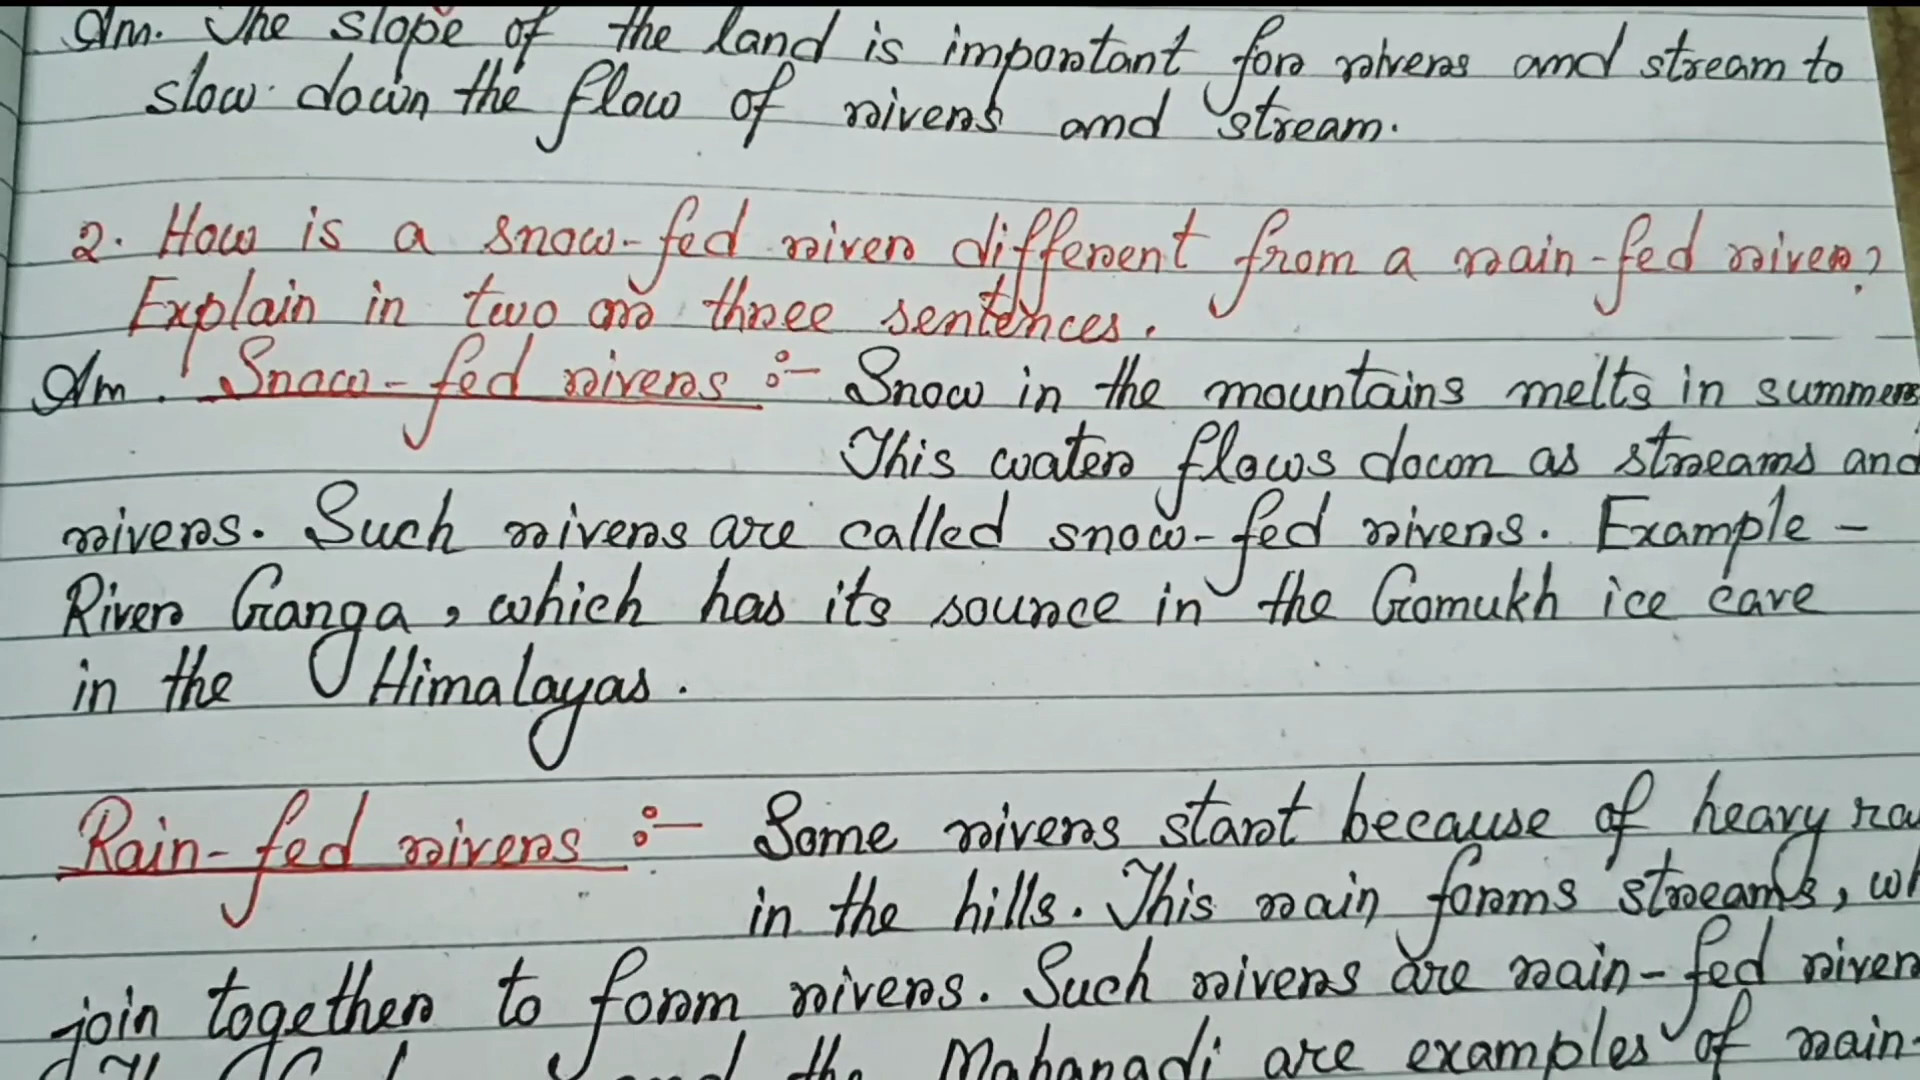 Ans. The slope of the land is important for rivers and stream to
slow down the flow of rivers and stream.
2. How is a snow-fed river different from a rain-fed river?
Explain in two or three sentences.
Ans. Snow-fed rivers :- Snow in the mountains melts in summers
This water flows down as streams and
rivers. Such rivers are called snow-fed rivers. Example -
River Ganga, which has its source in the Gomukh ice cave
in the Himalayas.
Rain-fed rivers :- Some rivers start because of heavy
in the hills. This rain forms streams,
join together to form rivers. Such rivers are rain-fed river
and the Mahanadi are examples of rain-